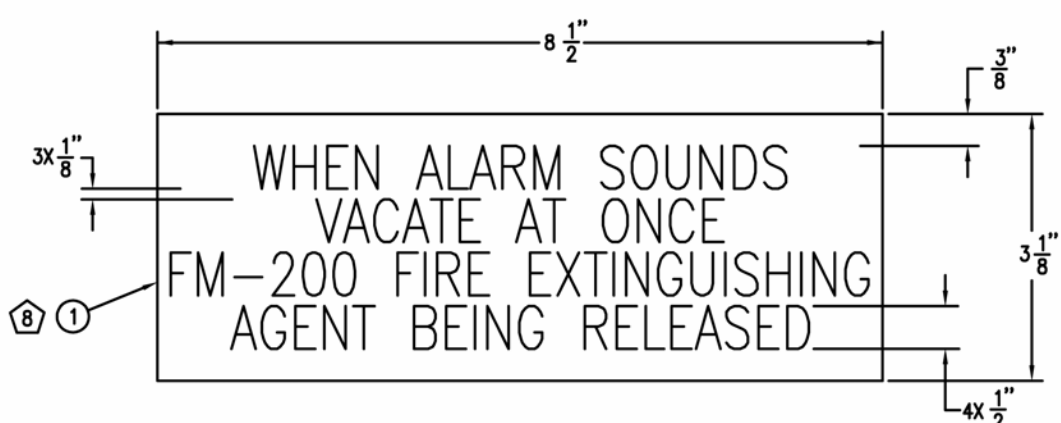 8 1/2"
3/8"
3X 1/8"
WHEN ALARM SOUNDS
VACATE AT ONCE
FM-200 FIRE EXTINGUISHING
AGENT BEING RELEASED
3 1/8"
8 1
4X 1/2"